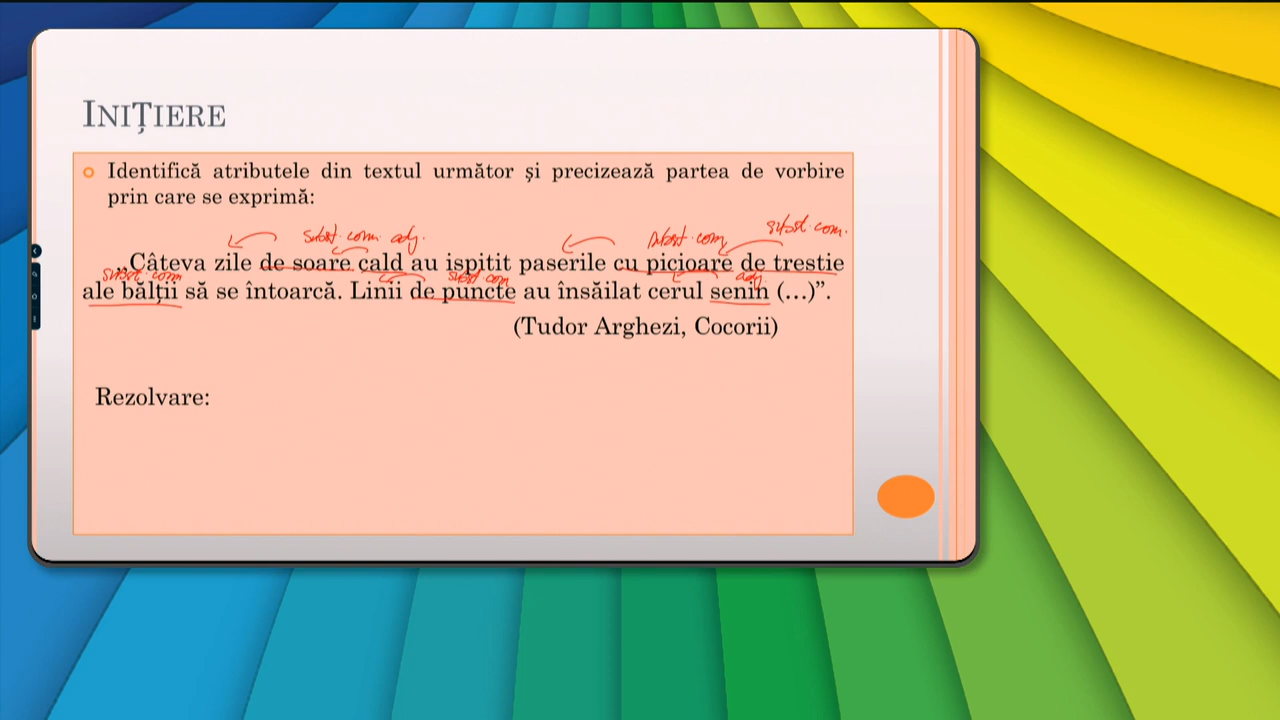 INIȚIERE
Identifică atributele din textul următor şi precizează partea de vorbire
prin care se exprimă:
subst. com. adj. subst. com. subst. com.
„Câteva zile de soare cald au ispitit paserile cu picioare de trestie
subst. com. subst. com. adj.
ale bălţii să se întoarcă. Linii de puncte au însăilat cerul senin (…)”.
(Tudor Arghezi, Cocorii)
Rezolvare: